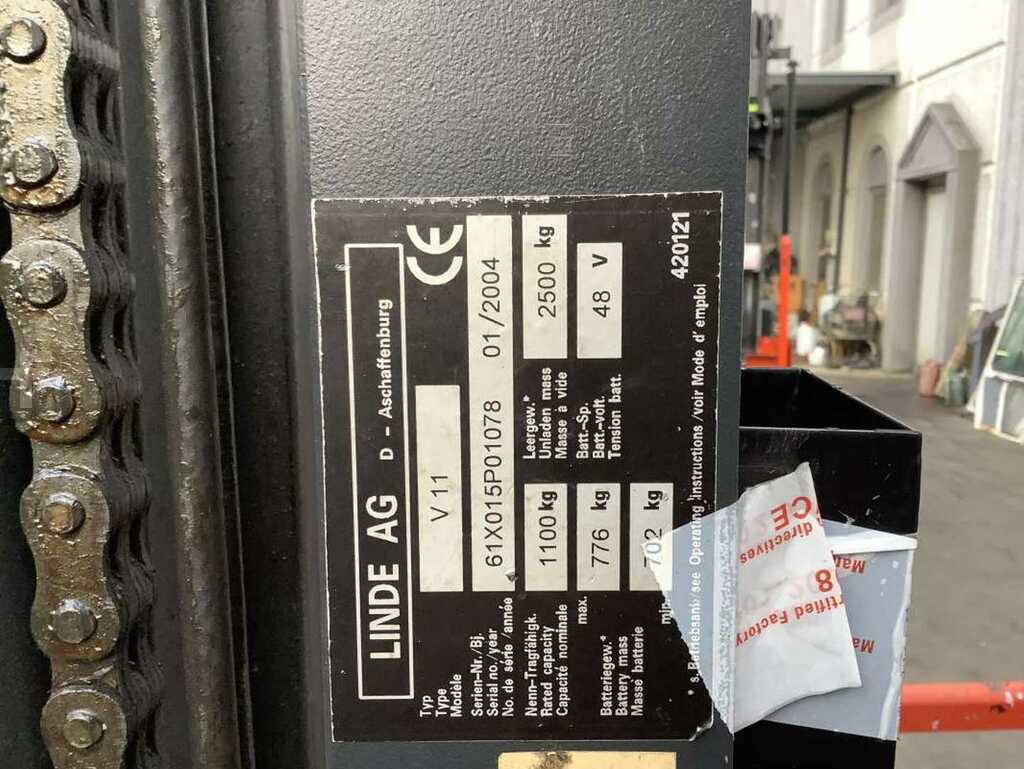 LINDE AG D - Aschaffenburg
CE
Typ
Type
Modèle
V 11
Serien-Nr./Bj.
Serial no./year
No. de série/année
61X015P01078 01/2004
Nenn-Tragfähigk.
Rated capacity
Capacité nominale
1100 kg
Leergew.*
Unladen mass
Masse à vide
2500 kg
Batteriegew.*
Battery mass
Masse batterie
max.
776 kg
702 kg
Batt.-Sp.
Batt.-volt.
Tension batt.
48 V
* s. Betriebsanl./see Operating Instructions/voir Mode d'emploi
420121
CE
directives
8
Factory